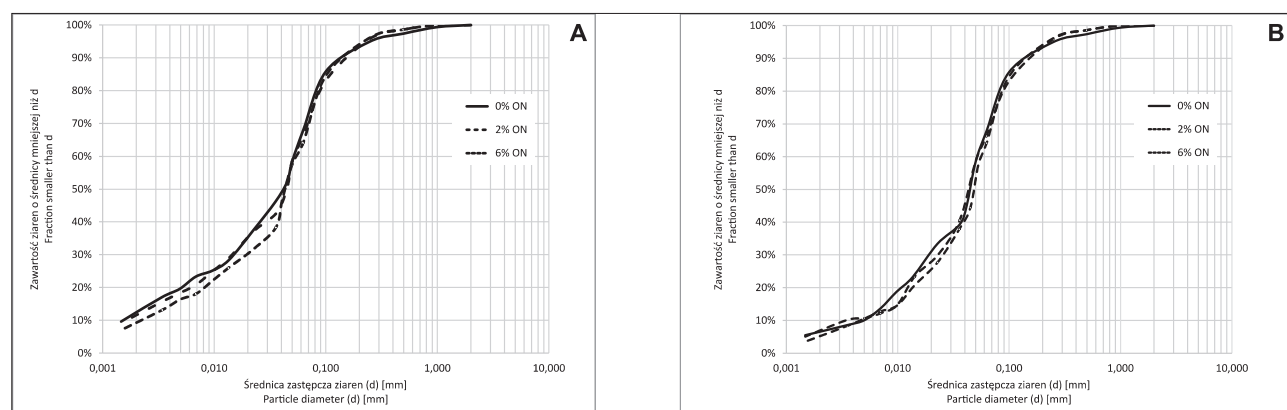 A
100%
90%
80%
70%
60%
50%
40%
30%
20%
10%
0%
Zawartość ziaren o średnicy mniejszej niż d
Fraction smaller than d
0% ON
2% ON
6% ON
0,001 0,010 0,100 1,000 10,000
Średnica zastępcza ziaren (d) [mm]
Particle diameter (d) [mm]
B
100%
90%
80%
70%
60%
50%
40%
30%
20%
10%
0%
Zawartość ziaren o średnicy mniejszej niż d
Fraction smaller than d
0% ON
2% ON
6% ON
0,001 0,010 0,100 1,000 10,000
Średnica zastępcza ziaren (d) [mm]
Particle diameter (d) [mm]